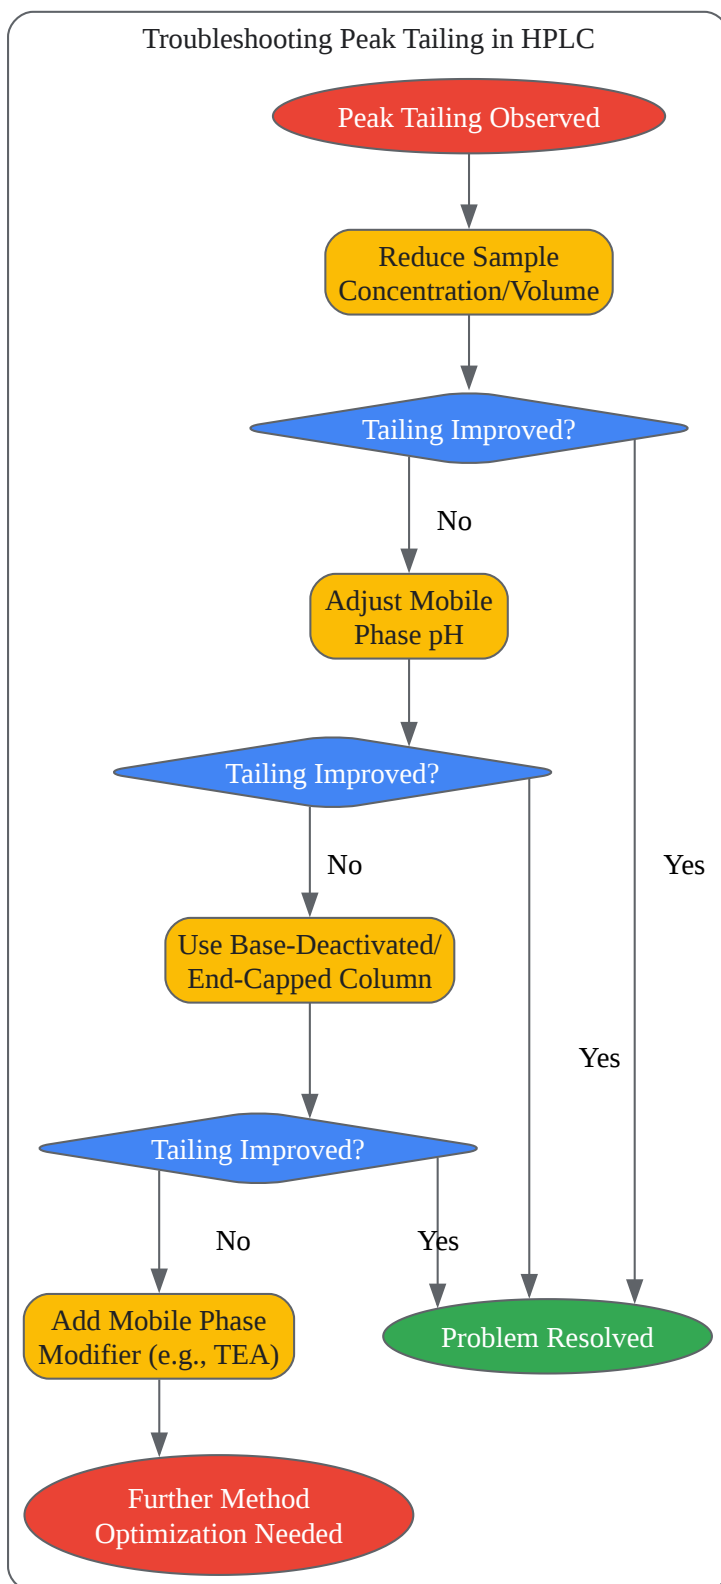 Troubleshooting Peak Tailing in HPLC
Peak Tailing Observed
Reduce Sample
Concentration/Volume
Tailing Improved?
No
Adjust Mobile
Phase pH
Tailing Improved?
No
Yes
Use Base-Deactivated/
End-Capped Column
Yes
Tailing Improved?
No
Yes
Add Mobile Phase
Modifier (e.g., TEA)
Problem Resolved
Further Method
Optimization Needed